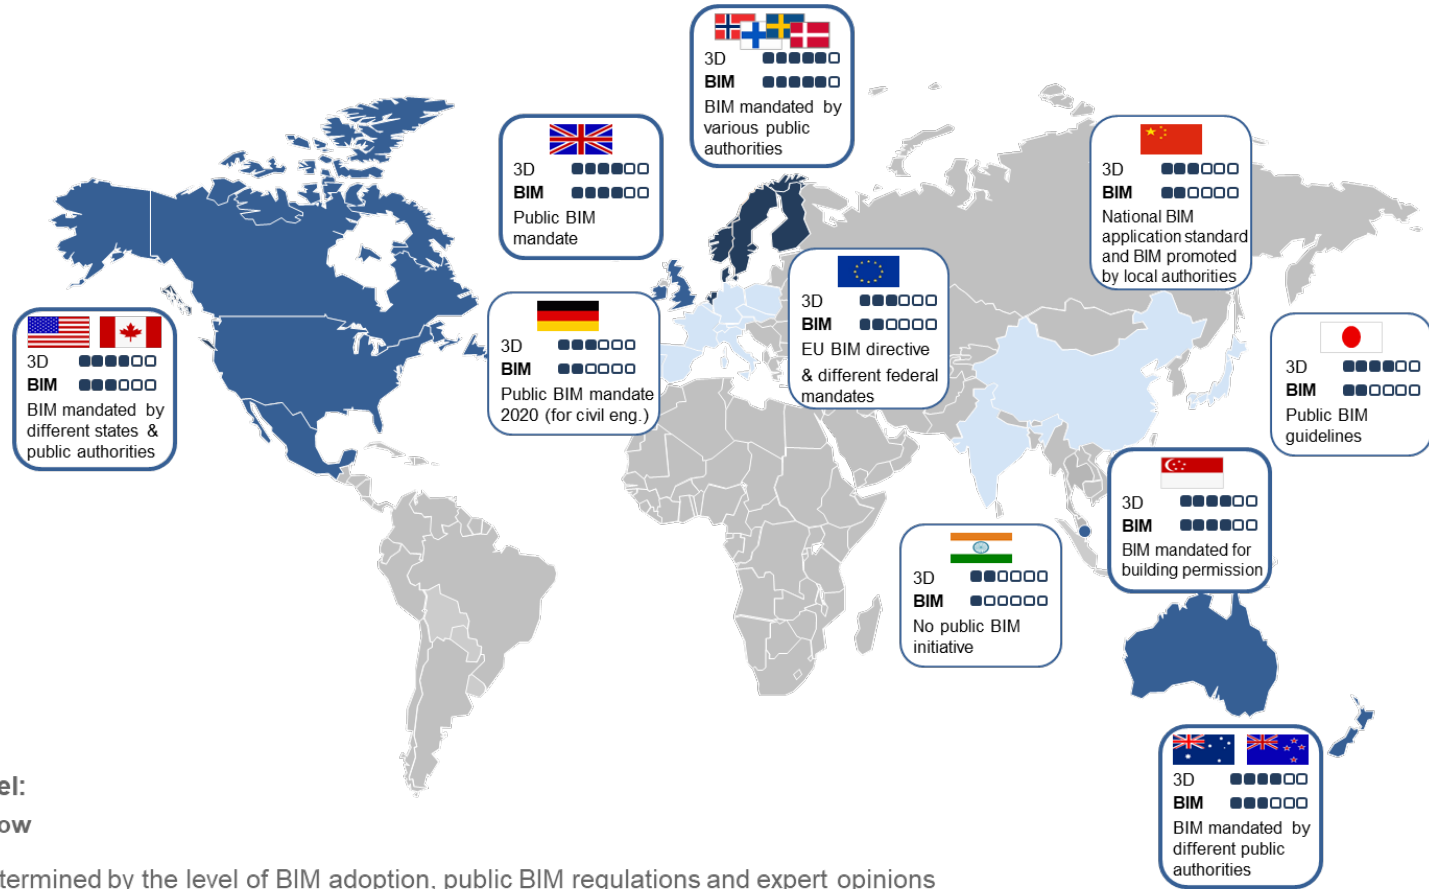 3D
BIM
BIM mandated by
various public
authorities
3D
BIM
Public BIM
mandate
3D
BIM
National BIM
application standard
and BIM promoted
by local authorities
3D
BIM
EU BIM directive
& different federal
mandates
3D
BIM
Public BIM mandate
2020 (for civil eng.)
3D
BIM
BIM mandated by
different states &
public authorities
3D
BIM
Public BIM
guidelines
3D
BIM
BIM mandated for
building permission
3D
BIM
No public BIM
initiative
3D
BIM
BIM mandated by
different public
authorities
el:
ow
termined by the level of BIM adoption, public BIM regulations and expert opinions